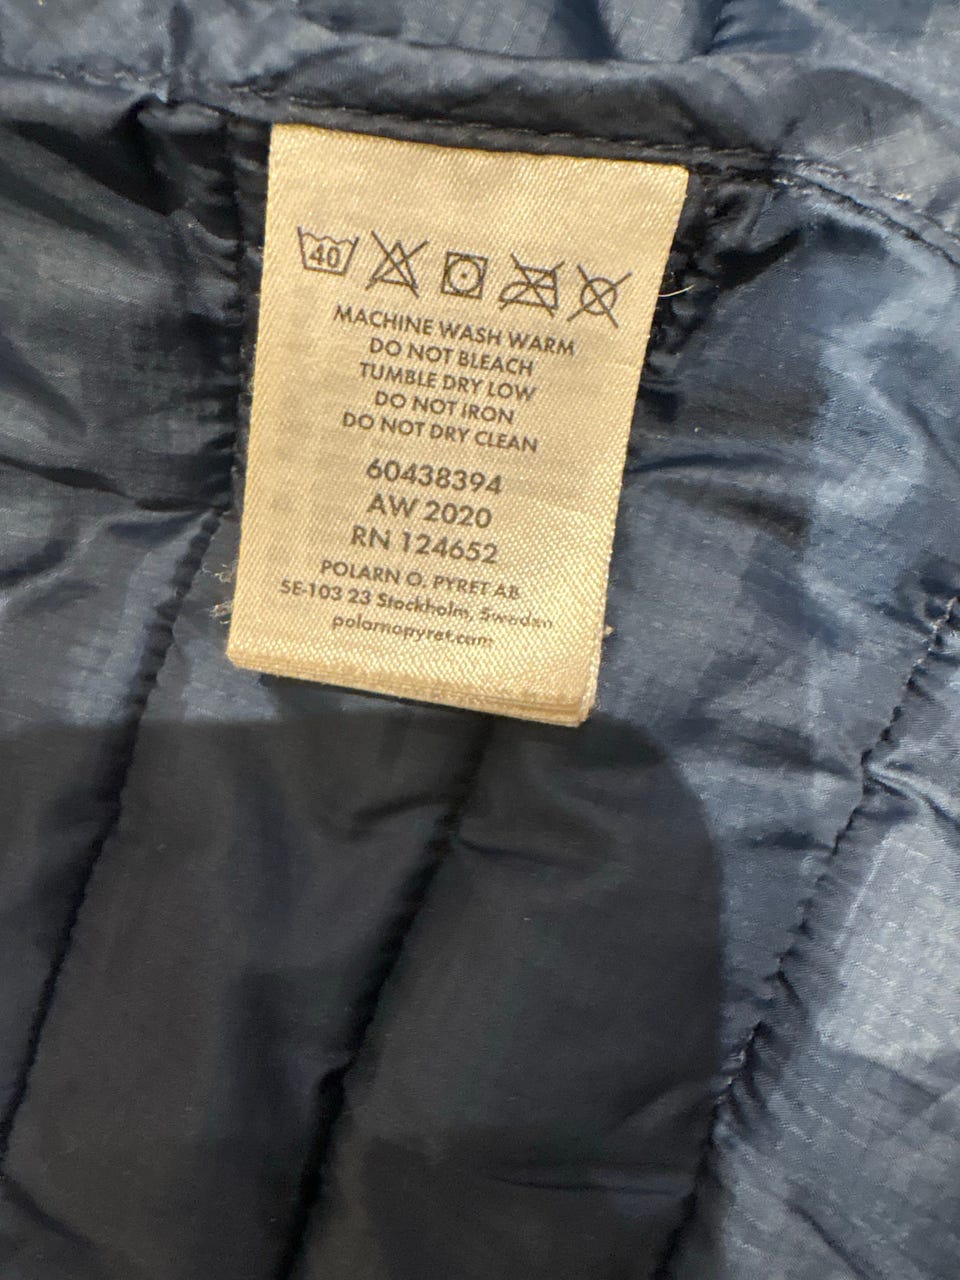 40
MACHINE WASH WARM
DO NOT BLEACH
TUMBLE DRY LOW
DO NOT IRON
DO NOT DRY CLEAN
60438394
AW 2020
RN 124652
POLARN O. PYRET AB
SE-103 23 Stockholm, Sweden
polarnopyret.com